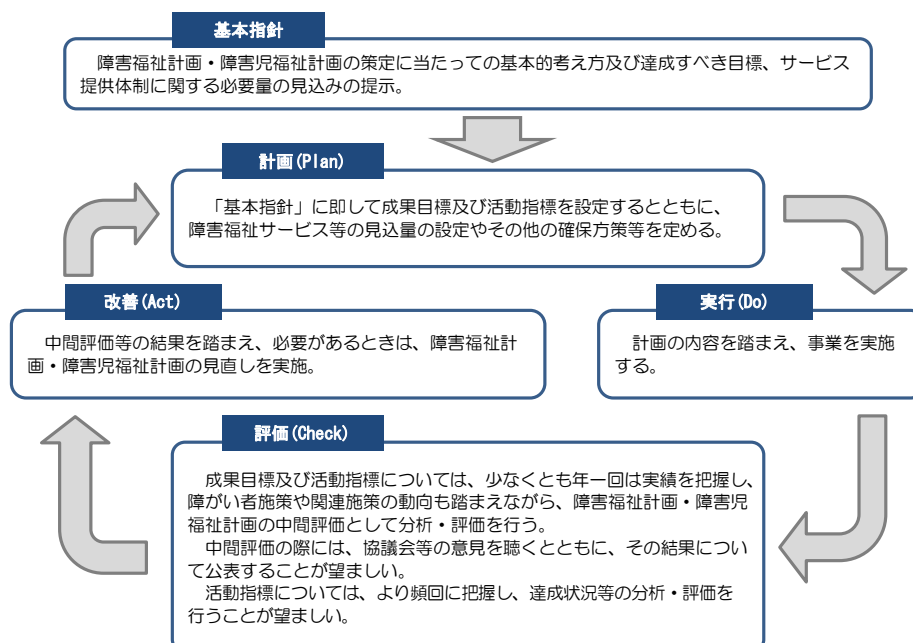 基本指針
障害福祉計画・障害児福祉計画の策定に当たっての基本的考え方及び達成すべき目標、サービス
提供体制に関する必要量の見込みの提示。
計画(Plan)
「基本指針」に即して成果目標及び活動指標を設定するとともに、
障害福祉サービス等の見込量の設定やその他の確保方策等を定める。
改善(Act)
中間評価等の結果を踏まえ、必要があるときは、障害福祉計
画・障害児福祉計画の見直しを実施。
実行(Do)
計画の内容を踏まえ、事業を実施
する。
評価(Check)
成果目標及び活動指標については、少なくとも年一回は実績を把握し、
障がい者施策や関連施策の動向も踏まえながら、障害福祉計画・障害児
福祉計画の中間評価として分析・評価を行う。
中間評価の際には、協議会等の意見を聴くとともに、その結果につい
て公表することが望ましい。
活動指標については、より頻回に把握し、達成状況等の分析・評価を
行うことが望ましい。